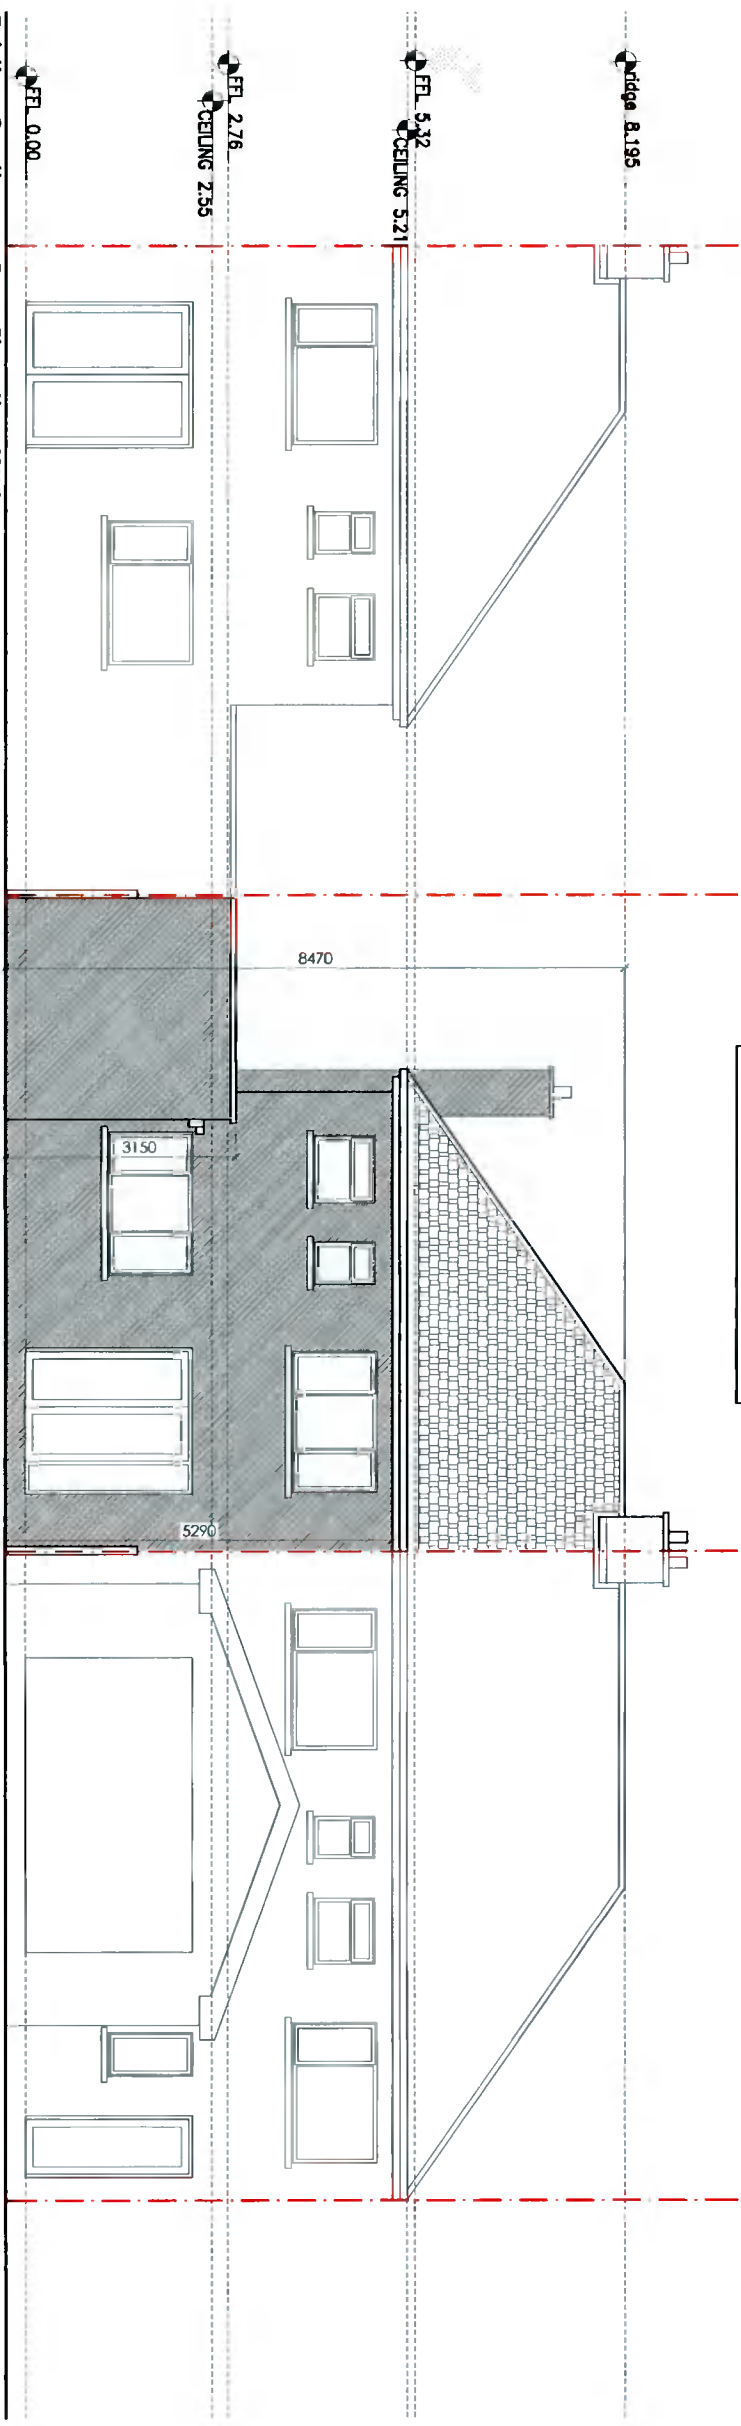 ridge 8.195
FFL 5.32
CEILING 5.21
FFL 2.76
CEILING 2.55
FFL 0.00
8470
3150
5290